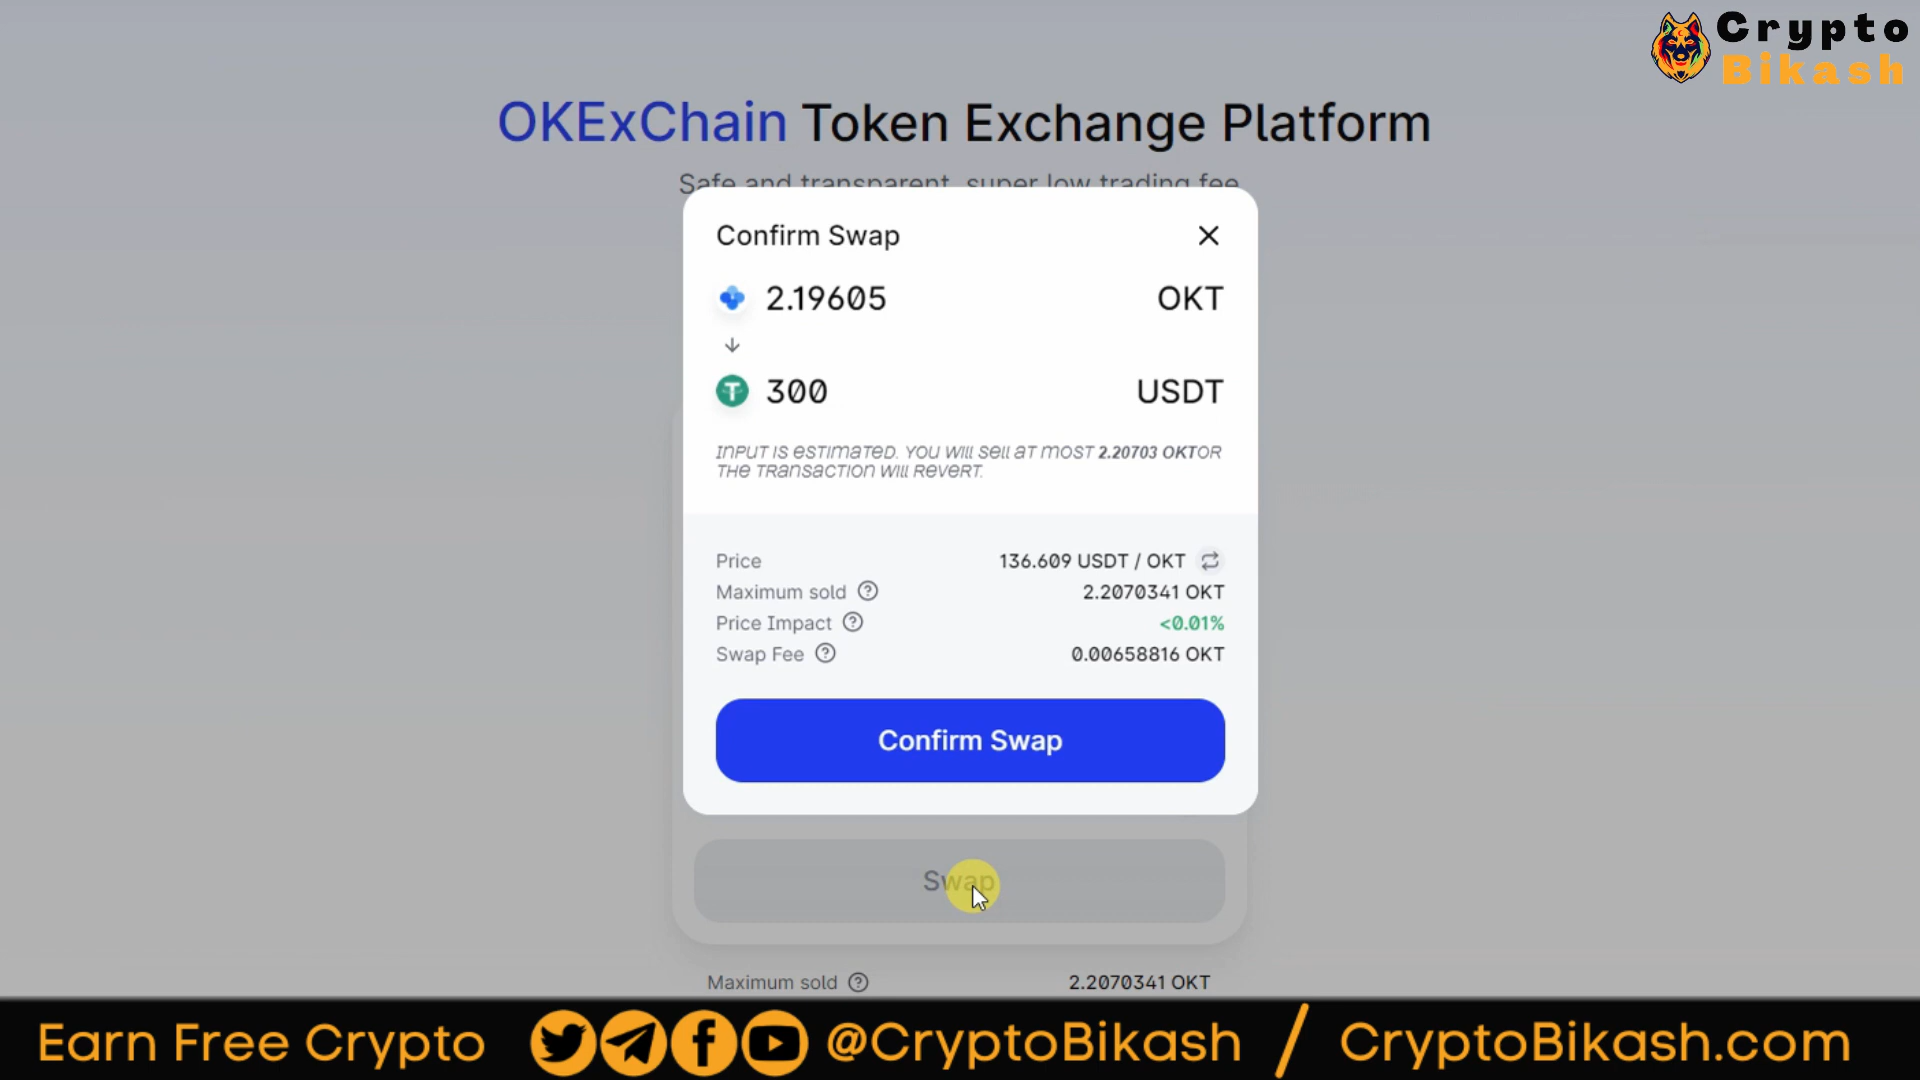 Crypto
Bikash
OKExChain Token Exchange Platform
Safe and transparent, super low trading fee
Confirm Swap
2.19605 OKT
300 USDT
INPUT IS ESTIMATED. YOU WILL SELL AT MOST 2.20703 OKTOR
THE TRANSACTION WILL REVERT.
Price 136.609 USDT / OKT
Maximum sold ? 2.2070341 OKT
Price Impact ? <0.01%
Swap Fee ? 0.00658816 OKT
Confirm Swap
Swap
Maximum sold ? 2.2070341 OKT
Earn Free Crypto @CryptoBikash / CryptoBikash.com